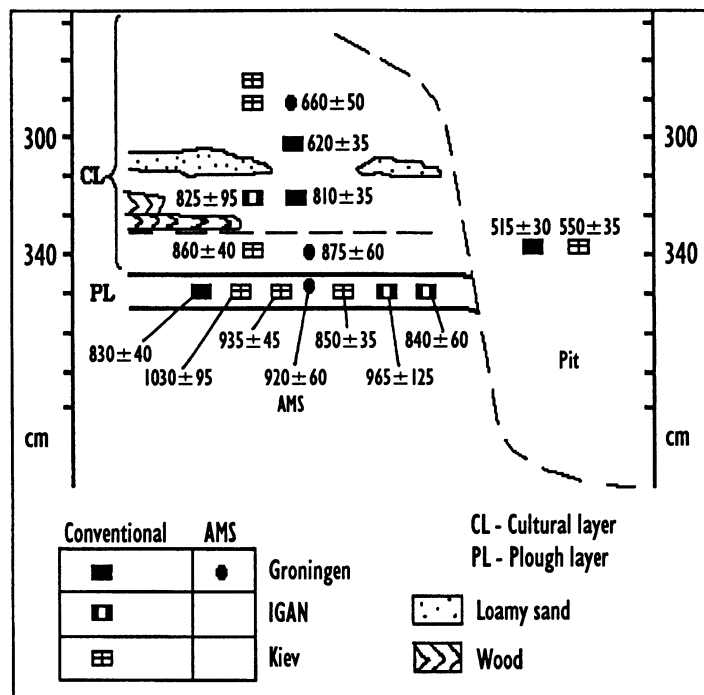 660±50
300 300
620±35
CL
825±95 810±35
515±30 550±35
860±40 875±60
340 340
PL
935±45 850±35 840±60
830±40
1030±95 920±60 965±125
Pit
AMS
cm cm
Conventional AMS
CL - Cultural layer
PL - Plough layer
Groningen
IGAN
Loamy sand
Kiev
Wood